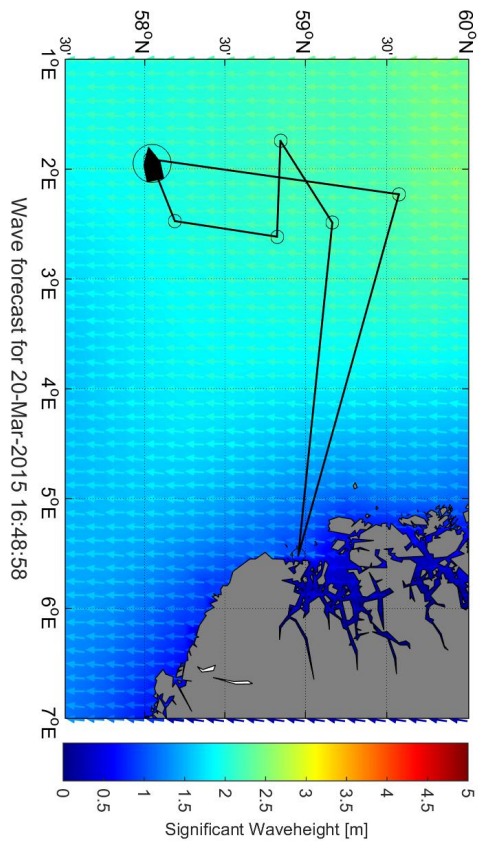 60°N
30'
59°N
30'
58°N
30'
1°E
2°E
3°E
4°E
5°E
6°E
7°E
Wave forecast for 20-Mar-2015 16:48:58
0
0.5
1
1.5
2
2.5
3
3.5
4
4.5
5
Significant Waveheight [m]